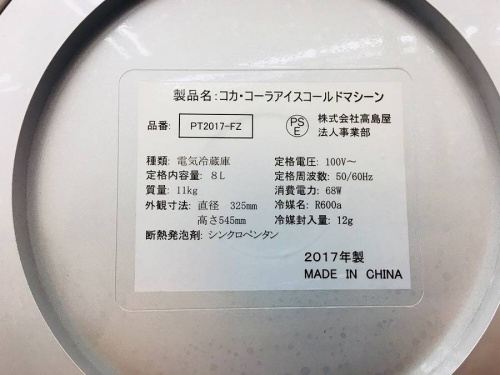 製品名:コカ・コーラアイスコールドマシーン
品番: PT2017-FZ
PSE
株式会社高島屋
法人事業部
種類: 電気冷蔵庫
定格内容量: 8L
質量: 11kg
外観寸法: 直径 325mm
高さ545mm
断熱発泡剤: シンクロペンタン
定格電圧: 100V〜
定格周波数: 50/60Hz
消費電力: 68W
冷媒名: R600a
冷媒封入量: 12g
2017年製
MADE IN CHINA